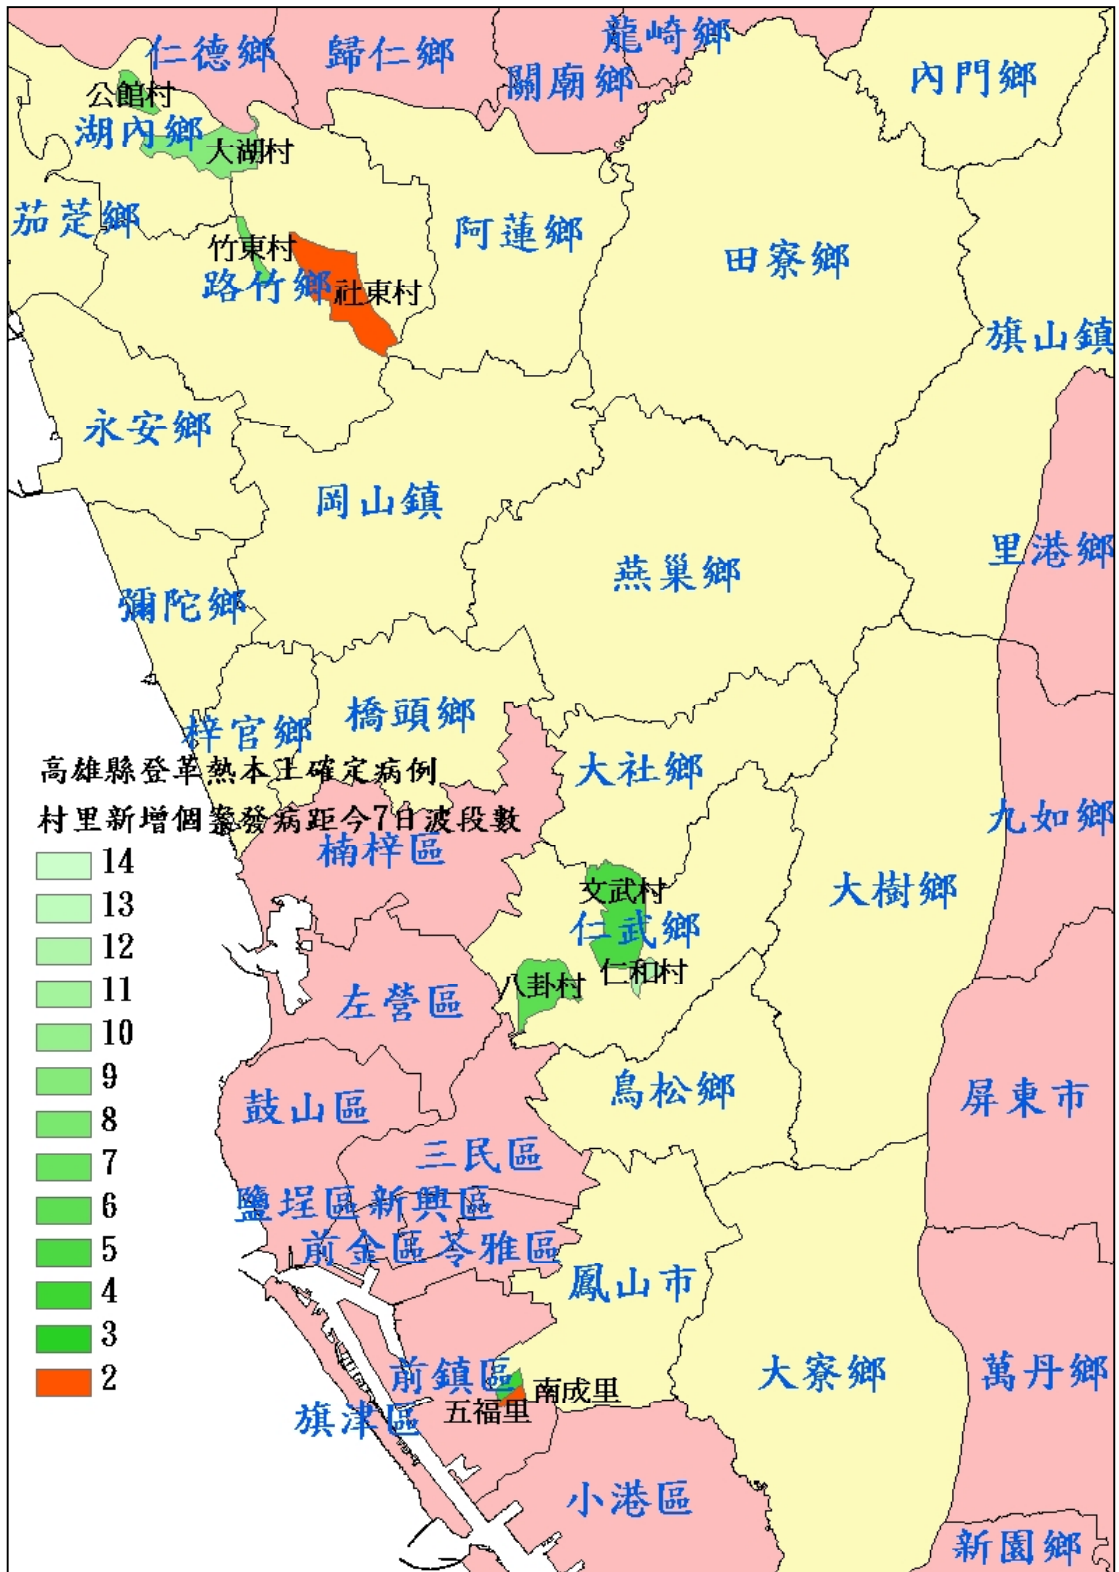 仁德鄉
歸仁鄉
龍崎鄉
關廟鄉
內門鄉
公館村
湖內鄉
大湖村
茄萣鄉
竹東村
阿蓮鄉
田寮鄉
路竹鄉
社東村
旗山鎮
永安鄉
岡山鎮
里港鄉
燕巢鄉
彌陀鄉
梓官鄉
橋頭鄉
大社鄉
高雄縣登革熱本土確定病例
村里新增個案發病距今7日波段數
九如鄉
楠梓區
14
13
12
11
10
9
8
7
6
5
4
3
2
文武村
大樹鄉
仁武鄉
仁和村
八卦村
左營區
鼓山區
鳥松鄉
屏東市
三民區
鹽埕區
新興區
前金區
苓雅區
鳳山市
前鎮區
南成里
五福里
大寮鄉
萬丹鄉
旗津區
小港區
新園鄉